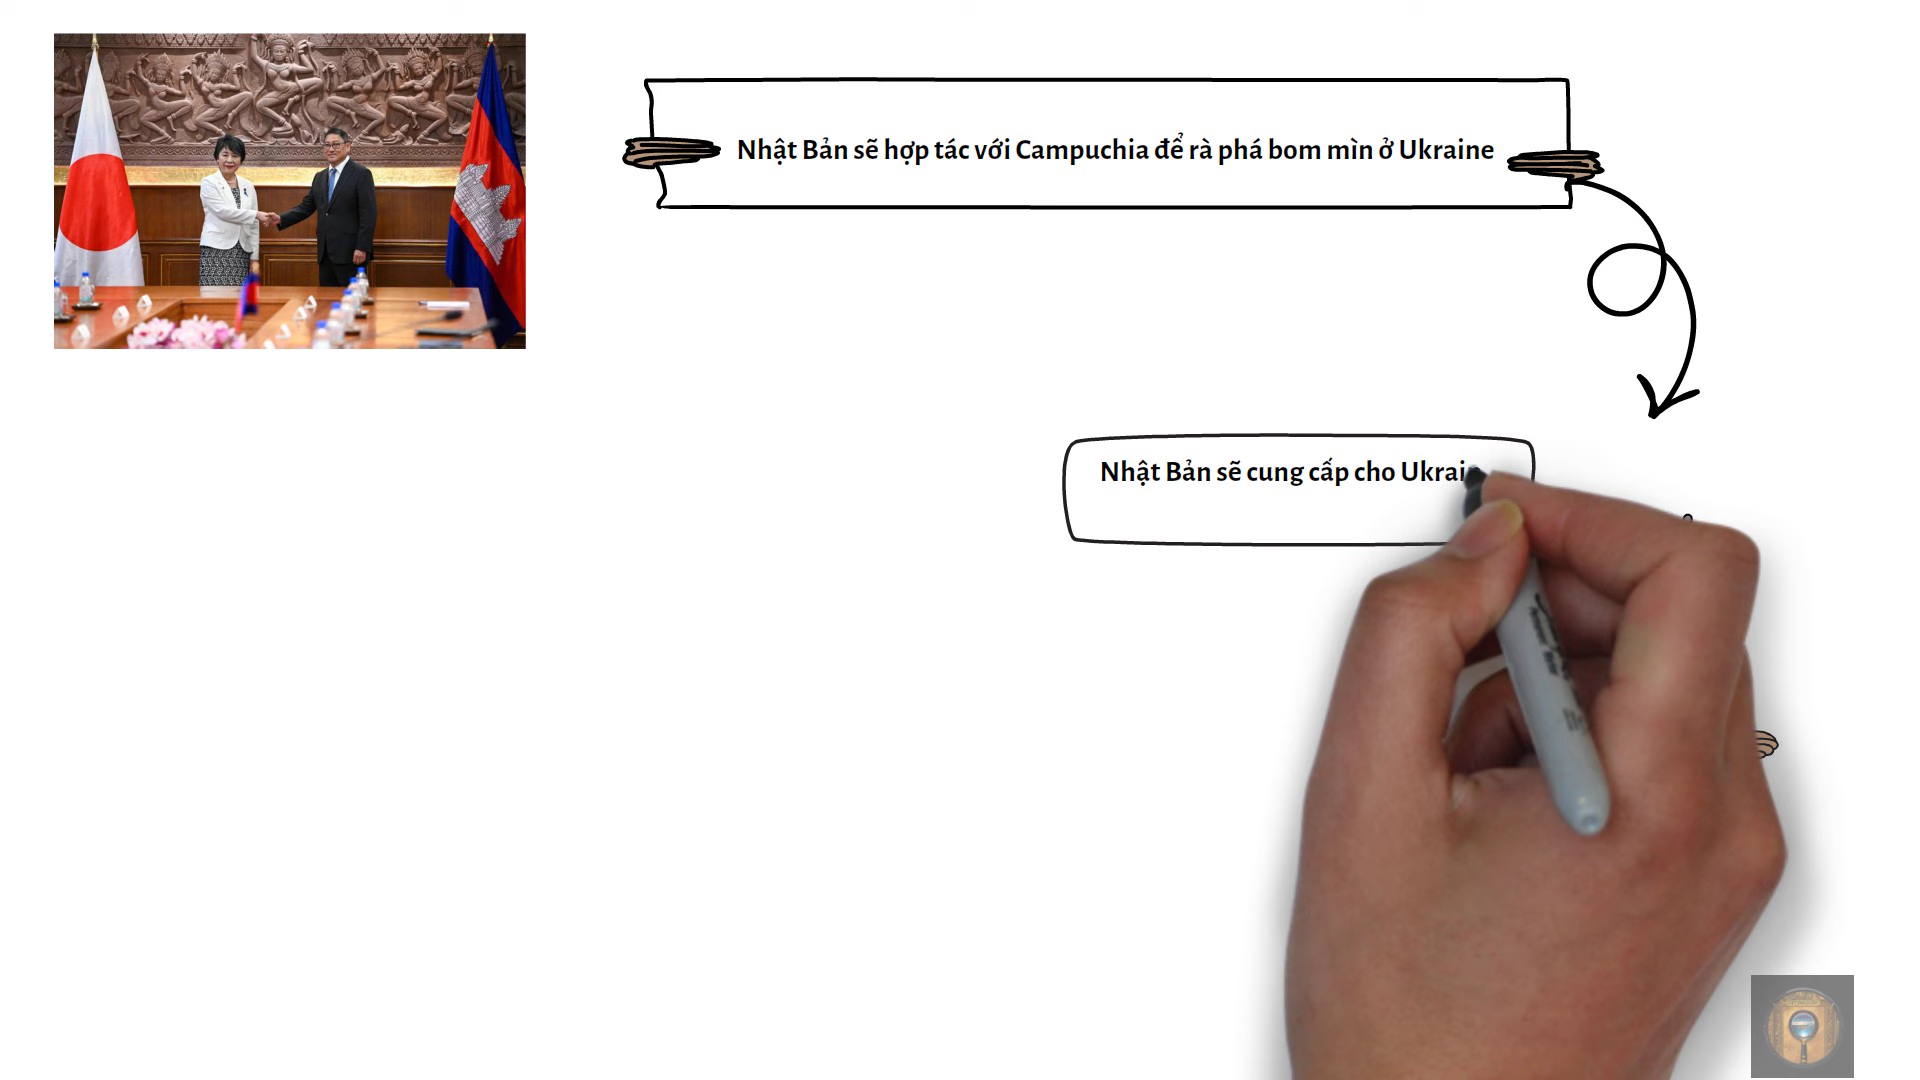 Nhật Bản sẽ hợp tác với Campuchia để rà phá bom mìn ở Ukraine
Nhật Bản sẽ cung cấp cho